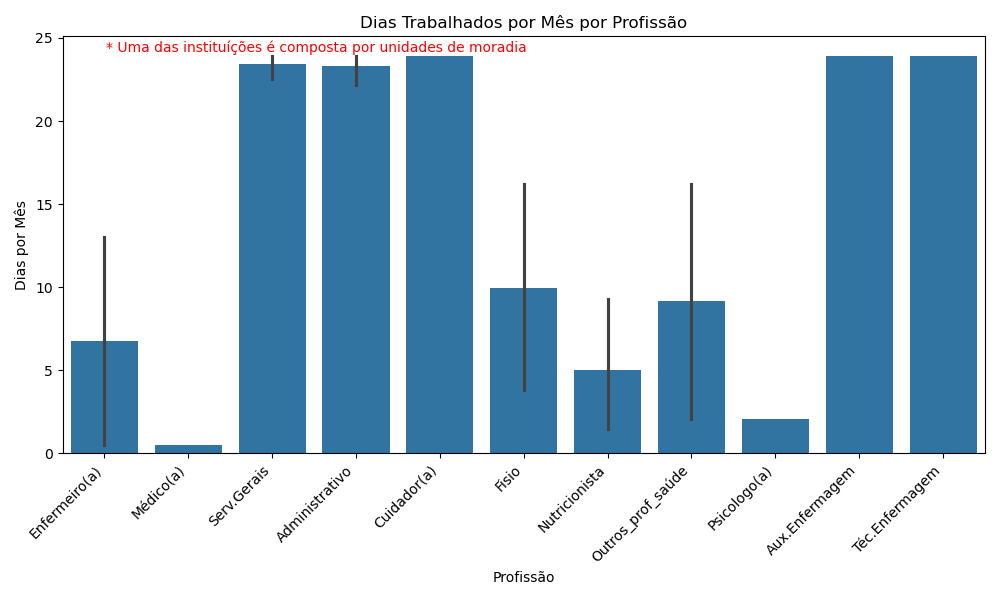 Dias Trabalhados por Mês por Profissão
* Uma das instituíções é composta por unidades de moradia
Dias por Mês
25
20
15
10
5
0
Enfermeiro(a)
Médico(a)
Serv.Gerais
Administrativo
Cuidador(a)
Fisio
Nutricionista
Outros_prof_saúde
Psicologo(a)
Aux.Enfermagem
Téc.Enfermagem
Profissão